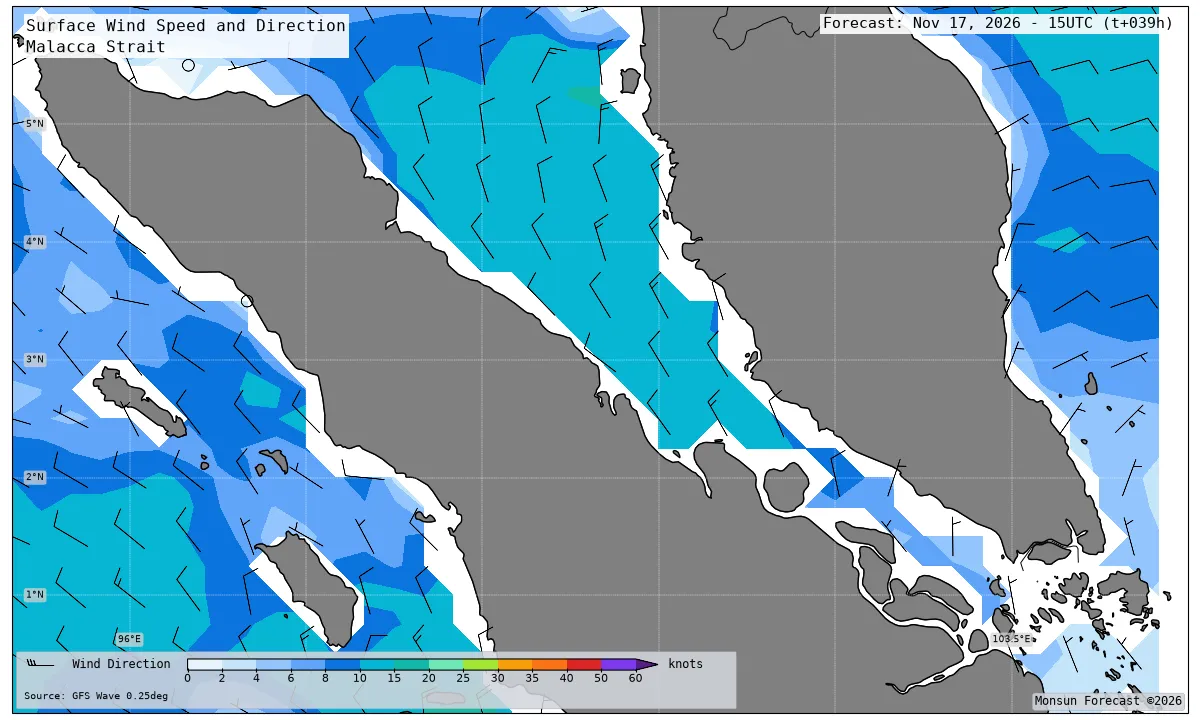 Surface Wind Speed and Direction
Malacca Strait
Forecast: Nov 17, 2026 - 15UTC (t+039h)
5°N
4°N
3°N
2°N
1°N
96°E
103.5°E
Wind Direction
0 2 4 6 8 10 15 20 25 30 35 40 50 60
knots
Source: GFS Wave 0.25deg
Monsun Forecast ©2026